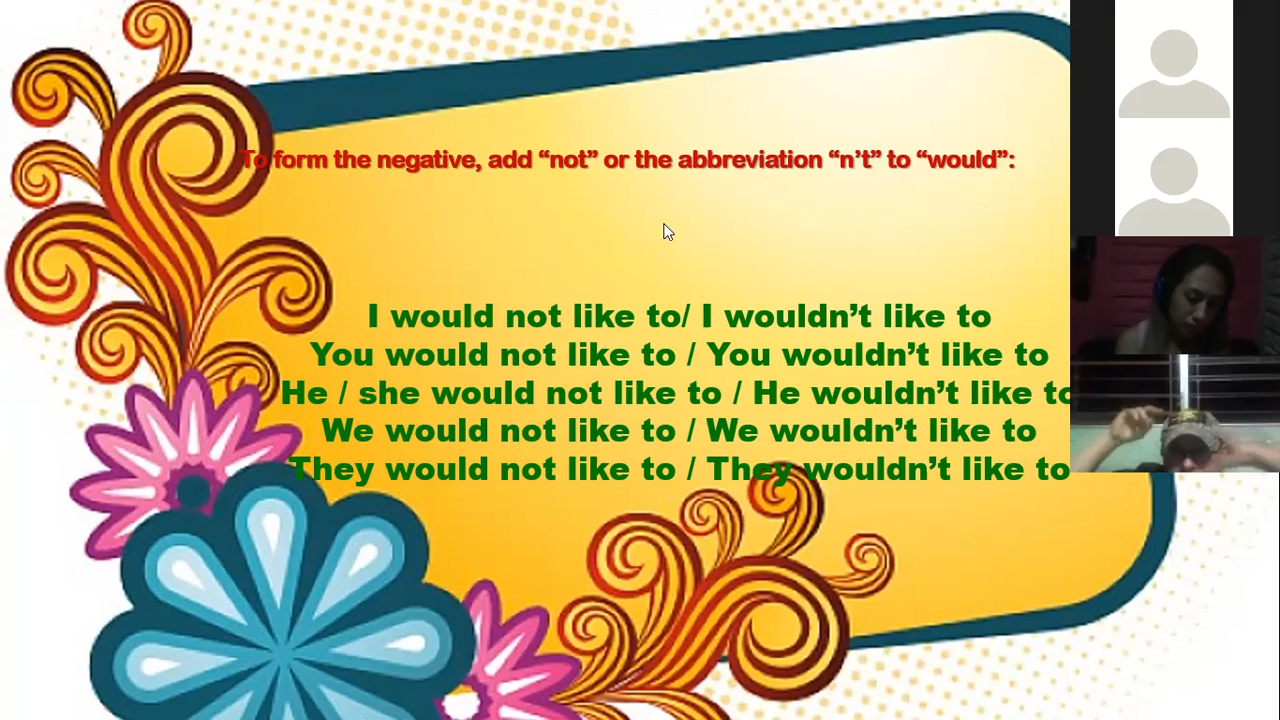 To form the negative, add “not” or the abbreviation “n’t” to “would”:
I would not like to/ I wouldn’t like to
You would not like to / You wouldn’t like to
He / she would not like to / He wouldn’t like to
We would not like to / We wouldn’t like to
They would not like to / They wouldn’t like to